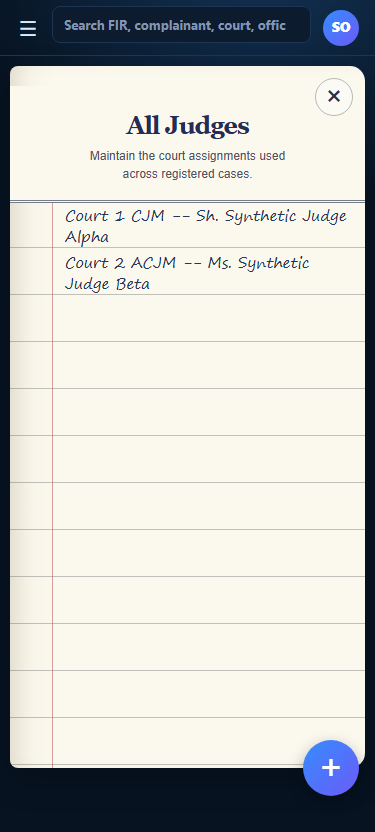 Search FIR, complainant, court, offic
SO
All Judges
Maintain the court assignments used
across registered cases.
Court 1 CJM -- Sh. Synthetic Judge
Alpha
Court 2 ACJM -- Ms. Synthetic
Judge Beta